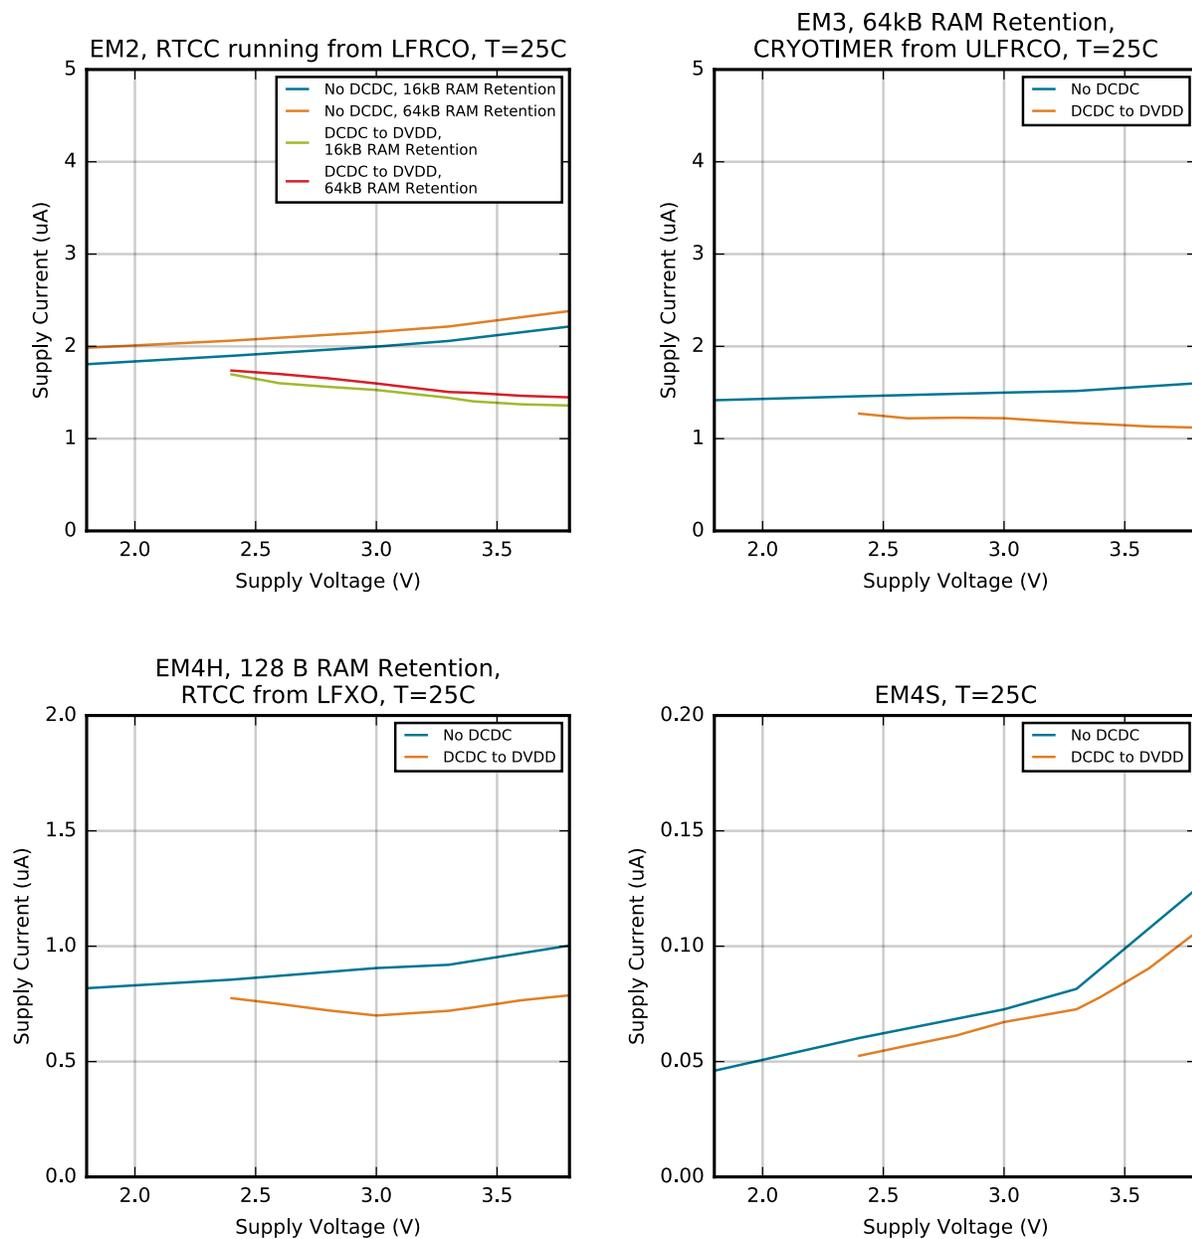 EM2, RTCC running from LFRCO, T=25C
5
4
3
2
1
0
Supply Current (uA)
No DCDC, 16kB RAM Retention
No DCDC, 64kB RAM Retention
DCDC to DVDD,
16kB RAM Retention
DCDC to DVDD,
64kB RAM Retention
2.0 2.5 3.0 3.5
Supply Voltage (V)
EM3, 64kB RAM Retention,
CRYOTIMER from ULFRCO, T=25C
5
4
3
2
1
0
Supply Current (uA)
No DCDC
DCDC to DVDD
2.0 2.5 3.0 3.5
Supply Voltage (V)
EM4H, 128 B RAM Retention,
RTCC from LFXO, T=25C
2.0
1.5
1.0
0.5
0.0
Supply Current (uA)
No DCDC
DCDC to DVDD
2.0 2.5 3.0 3.5
Supply Voltage (V)
EM4S, T=25C
0.20
0.15
0.10
0.05
0.00
Supply Current (uA)
No DCDC
DCDC to DVDD
2.0 2.5 3.0 3.5
Supply Voltage (V)